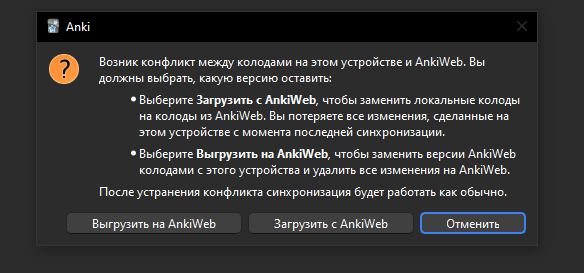 Anki
Возник конфликт между колодами на этом устройстве и AnkiWeb. Вы
должны выбрать, какую версию оставить:
• Выберите Загрузить с AnkiWeb, чтобы заменить локальные колоды
на колоды из AnkiWeb. Вы потеряете все изменения, сделанные на
этом устройстве с момента последней синхронизации.
• Выберите Выгрузить на AnkiWeb, чтобы заменить версии AnkiWeb
колодами с этого устройства и удалить все изменения на AnkiWeb.
После устранения конфликта синхронизация будет работать как обычно.
Выгрузить на AnkiWeb Загрузить с AnkiWeb Отменить